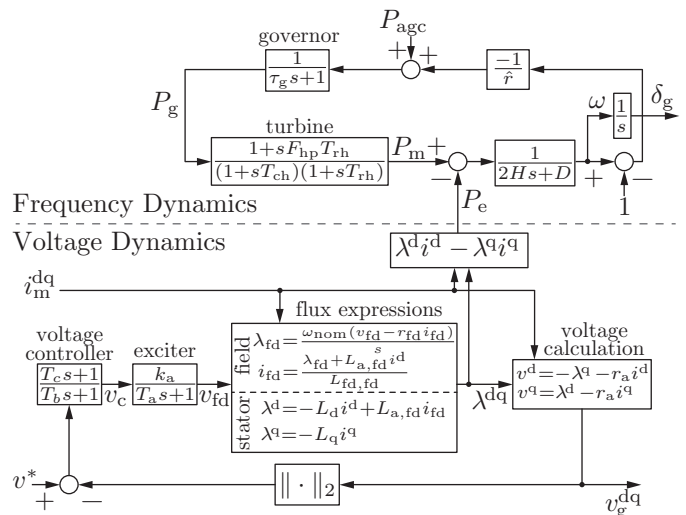 governor
P_agc
+ +
1
τ_g s+1
-1
r̂
P_g
ω
1
s
δ_g
turbine
1+sF_hp T_rh
(1+sT_ch)(1+sT_rh)
P_m +
−
1
2Hs+D
+ −
P_e
1
Frequency Dynamics
Voltage Dynamics
λ^d i^d − λ^q i^q
i_m^dq
flux expressions
voltage controller
exciter
voltage calculation
T_c s+1
T_b s+1
v_c
k_a
T_a s+1
v_fd
field
λ_fd = ω_nom(v_fd − r_fd i_fd)
s
i_fd = λ_fd + L_a,fd i^d
L_fd,fd
stator
λ^d = −L_d i^d + L_a,fd i_fd
λ^q = −L_q i^q
λ^dq
v^d = −λ^q − r_a i^d
v^q = λ^d − r_a i^q
v*
+ −
‖ · ‖_2
v_g^dq